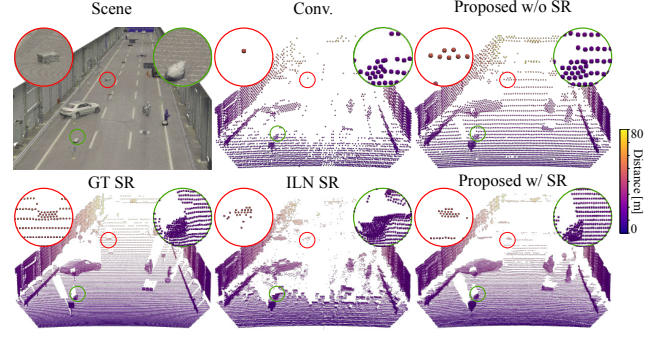 Scene
Conv.
Proposed w/o SR
80
Distance [m]
0
GT SR
ILN SR
Proposed w/ SR